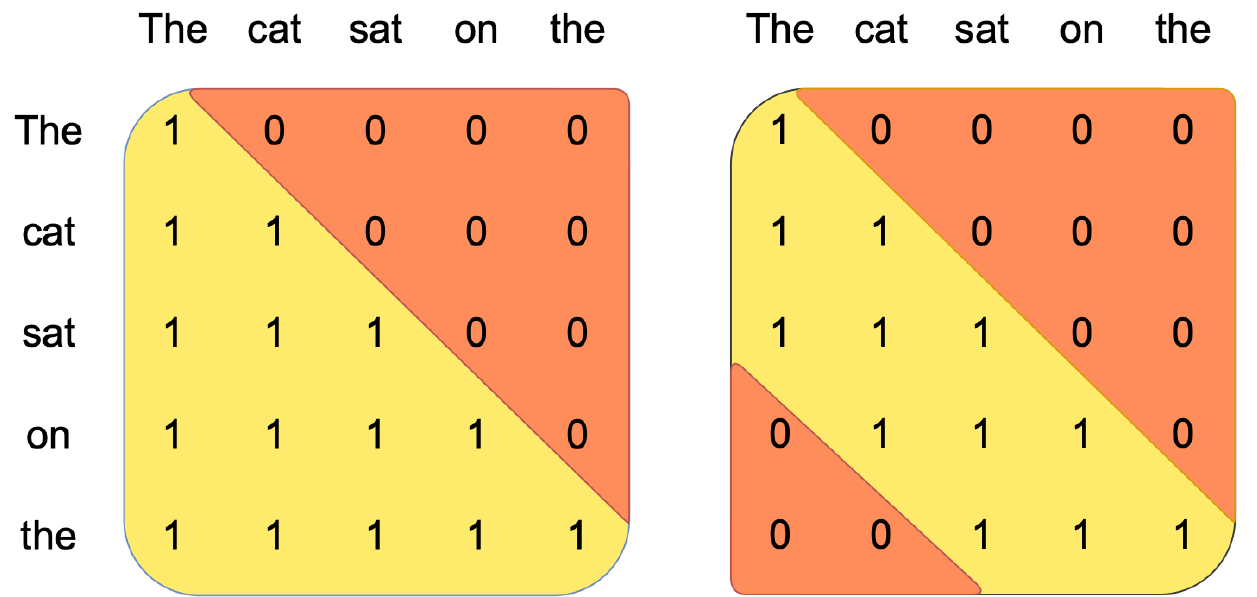 The cat sat on the The cat sat on the
The 1 0 0 0 0 1 0 0 0 0
cat 1 1 0 0 0 1 1 0 0 0
sat 1 1 1 0 0 1 1 1 0 0
on 1 1 1 1 0 0 1 1 1 0
the 1 1 1 1 1 0 0 1 1 1